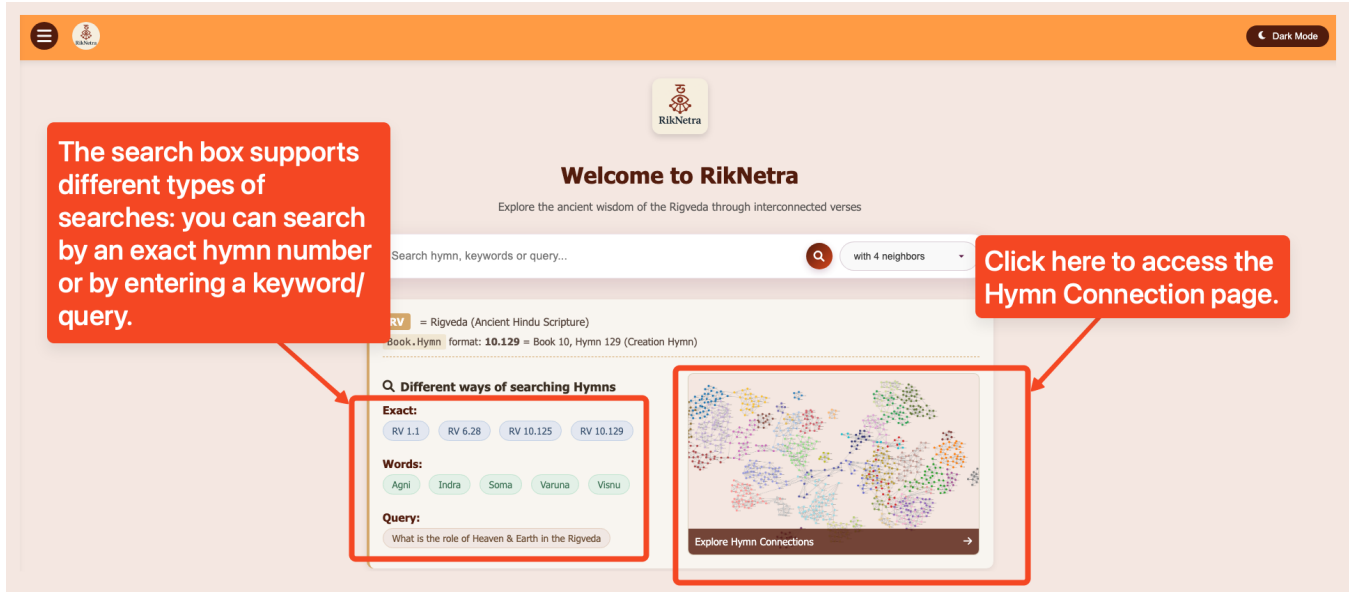 RikNetra
Dark Mode
RikNetra
Welcome to RikNetra
Explore the ancient wisdom of the Rigveda through interconnected verses
The search box supports
different types of
searches: you can search
by an exact hymn number
or by entering a keyword/
query.
Search hymn, keywords or query...
with 4 neighbors
Click here to access the
Hymn Connection page.
RV = Rigveda (Ancient Hindu Scripture)
Book.Hymn format: 10.129 = Book 10, Hymn 129 (Creation Hymn)
Different ways of searching Hymns
Exact:
RV 1.1 RV 6.28 RV 10.125 RV 10.129
Words:
Agni Indra Soma Varuna Visnu
Query:
What is the role of Heaven & Earth in the Rigveda
Explore Hymn Connections →